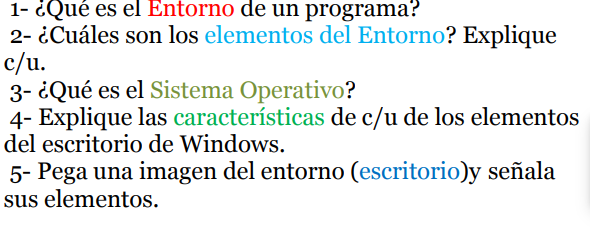 1- ¿Qué es el Entorno de un programa?
2- ¿Cuáles son los elementos del Entorno? Explique
c/u.
3- ¿Qué es el Sistema Operativo?
4- Explique las características de c/u de los elementos
del escritorio de Windows.
5- Pega una imagen del entorno (escritorio)y señala
sus elementos.